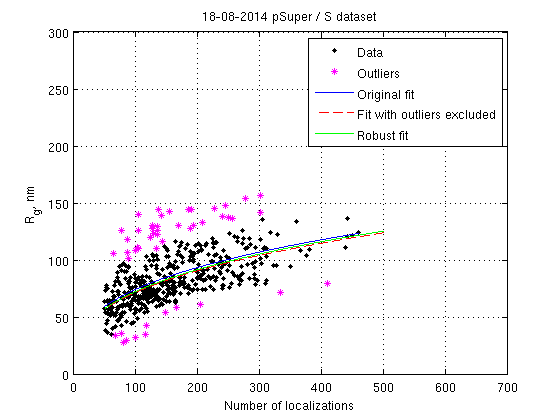 18-08-2014 pSuper / S dataset
300
250
200
150
100
50
0
R_g, nm
Data
Outliers
Original fit
Fit with outliers excluded
Robust fit
0 100 200 300 400 500 600 700
Number of localizations